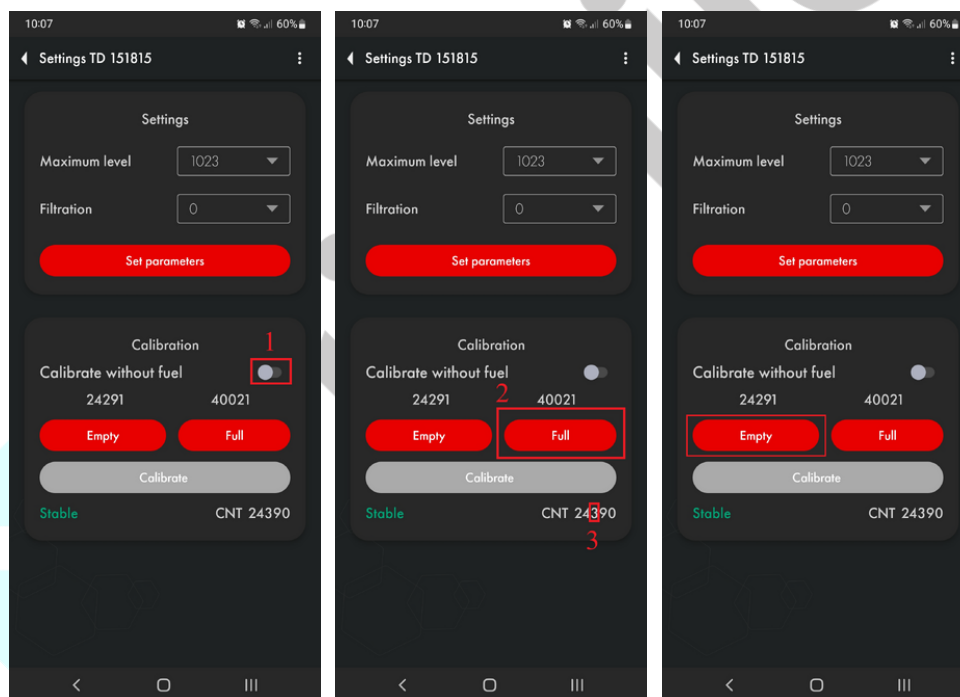 10:07 60%
Settings TD 151815
Settings
Maximum level 1023
Filtration 0
Set parameters
Calibration
1
Calibrate without fuel
24291 40021
Empty Full
Calibrate
Stable CNT 24390
10:07 60%
Settings TD 151815
Settings
Maximum level 1023
Filtration 0
Set parameters
Calibration
Calibrate without fuel
2
24291 40021
Empty Full
Calibrate
Stable CNT 24390
3
10:07 60%
Settings TD 151815
Settings
Maximum level 1023
Filtration 0
Set parameters
Calibration
Calibrate without fuel
24291 40021
Empty Full
Calibrate
Stable CNT 24390